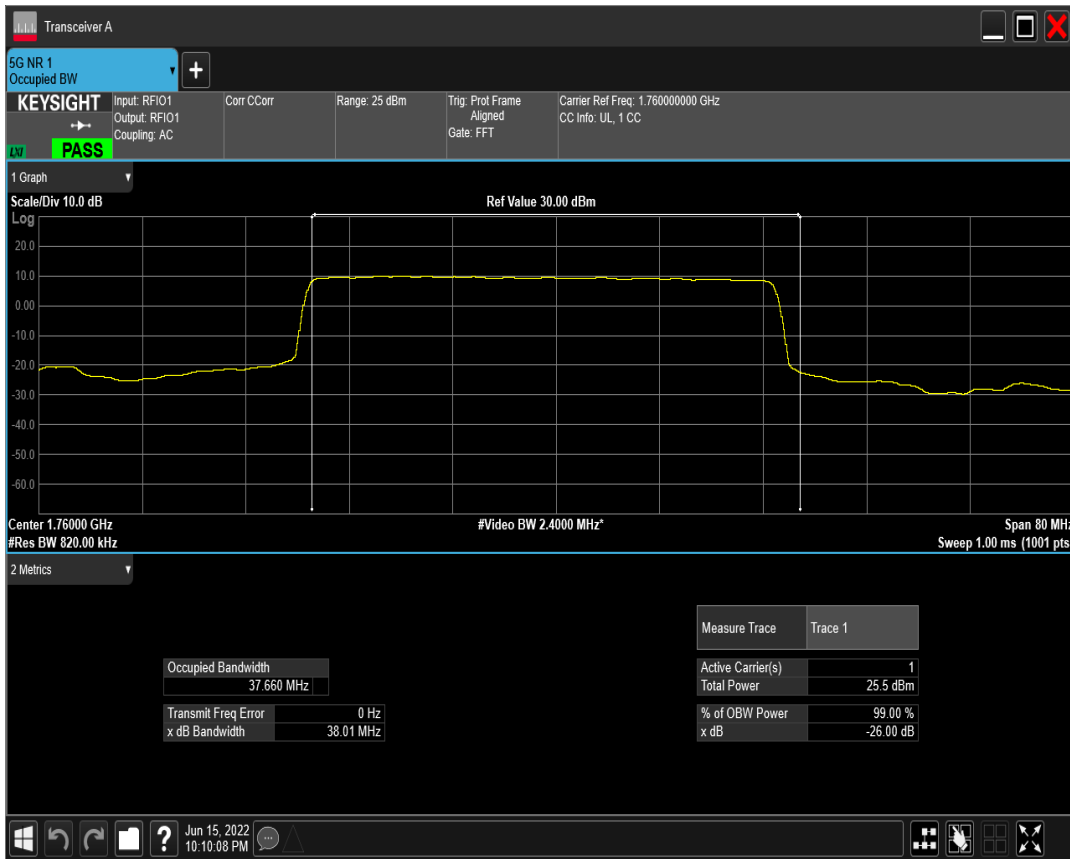 Transceiver A
5G NR 1
Occupied BW
+
KEYSIGHT
LXI
PASS
Input: RFIO1
Output: RFIO1
Coupling: AC
Corr CCorr
Range: 25 dBm
Trig: Prot Frame
Aligned
Gate: FFT
Carrier Ref Freq: 1.760000000 GHz
CC Info: UL, 1 CC
1 Graph
Scale/Div 10.0 dB
Ref Value 30.00 dBm
Log
20.0
10.0
0.00
-10.0
-20.0
-30.0
-40.0
-50.0
-60.0
Center 1.76000 GHz
#Video BW 2.4000 MHz*
Span 80 MHz
#Res BW 820.00 kHz
Sweep 1.00 ms (1001 pts
2 Metrics
Measure Trace Trace 1
Occupied Bandwidth
37.660 MHz
Active Carrier(s) 1
Total Power 25.5 dBm
Transmit Freq Error 0 Hz
x dB Bandwidth 38.01 MHz
% of OBW Power 99.00 %
x dB -26.00 dB
?
Jun 15, 2022
10:10:08 PM